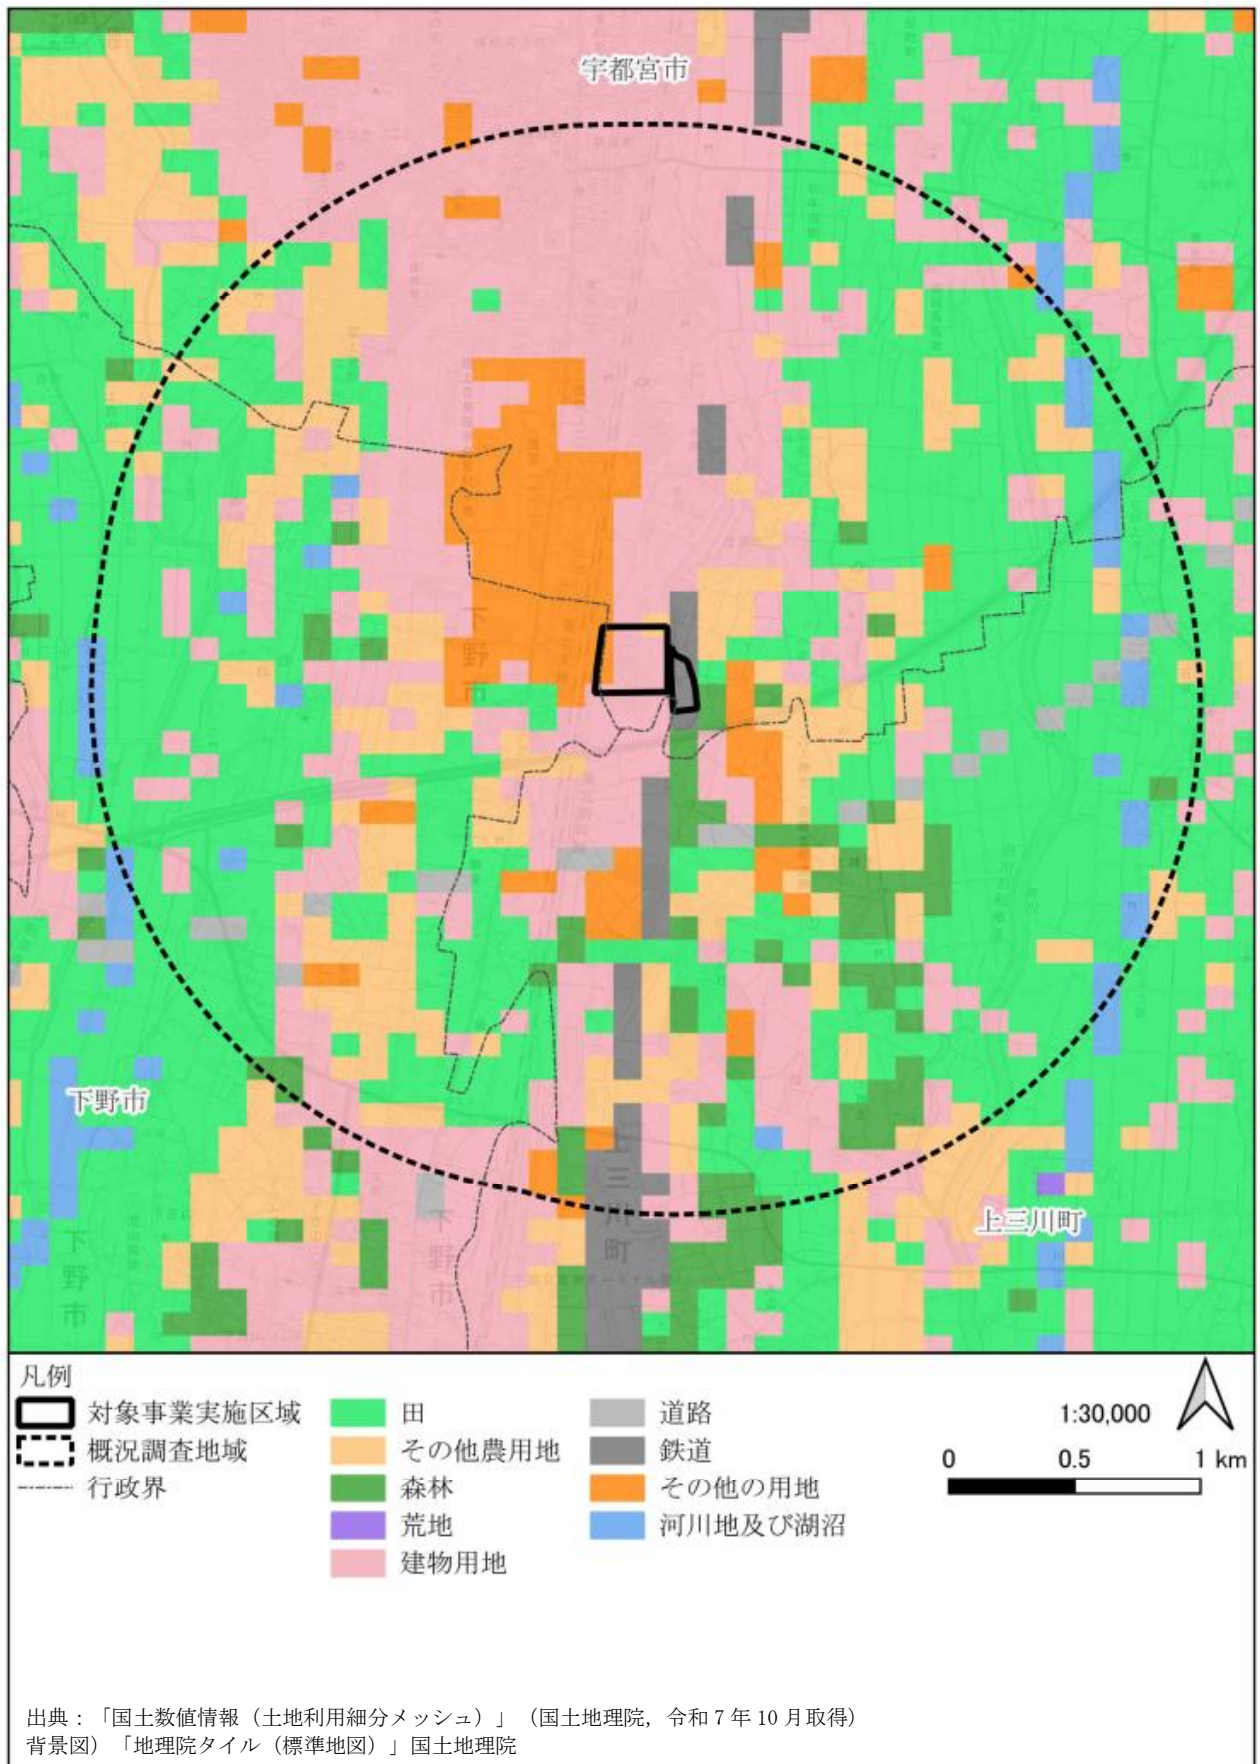 宇都宮市
下野市
下野市
上三川町
上三川町
下野市
下野市
凡例
対象事業実施区域
概況調査地域
行政界
田
その他農用地
森林
荒地
建物用地
道路
鉄道
その他の用地
河川地及び湖沼
1:30,000
0 0.5 1 km
出典：「国土数値情報（土地利用細分メッシュ）」（国土地理院，令和7年10月取得）
背景図）「地理院タイル（標準地図）」国土地理院